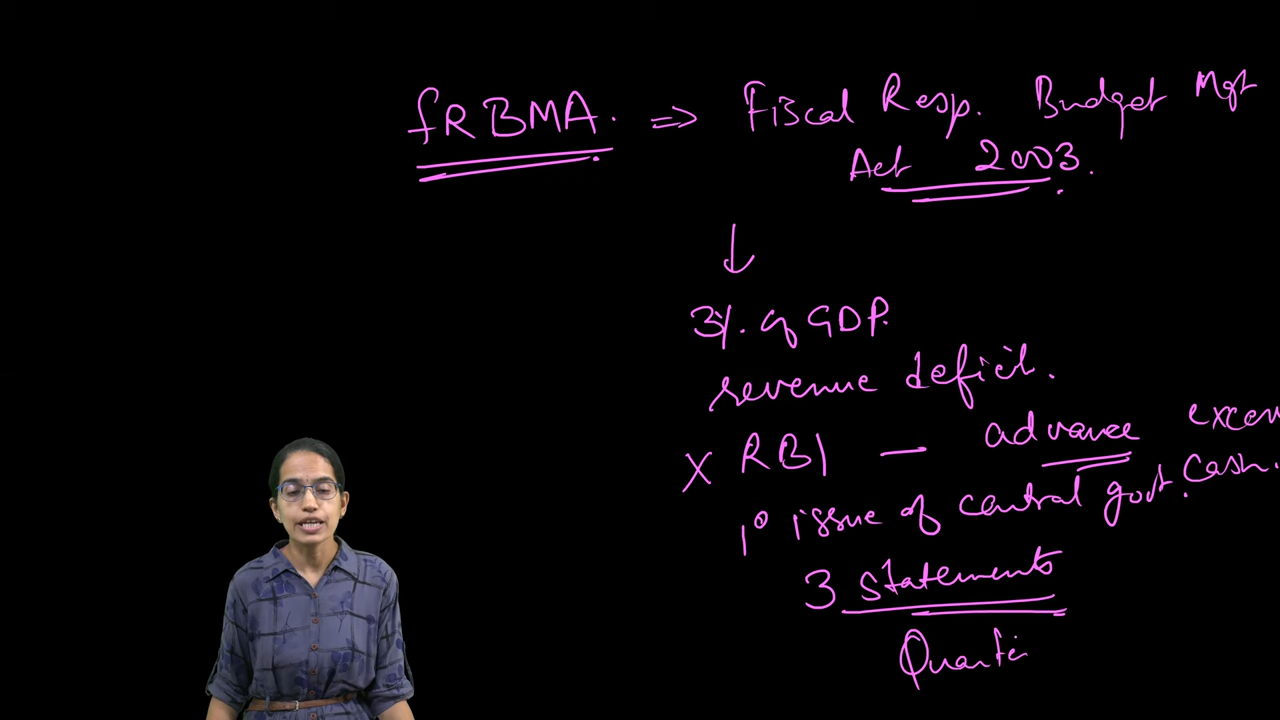 fRBMA. => Fiscal Resp. Budget Mgt
Act 2003.
↓
3%. of GDP.
revenue deficit.
X RBI — advance excem
cash.
1° issue of central govt.
3 statements
Quarte